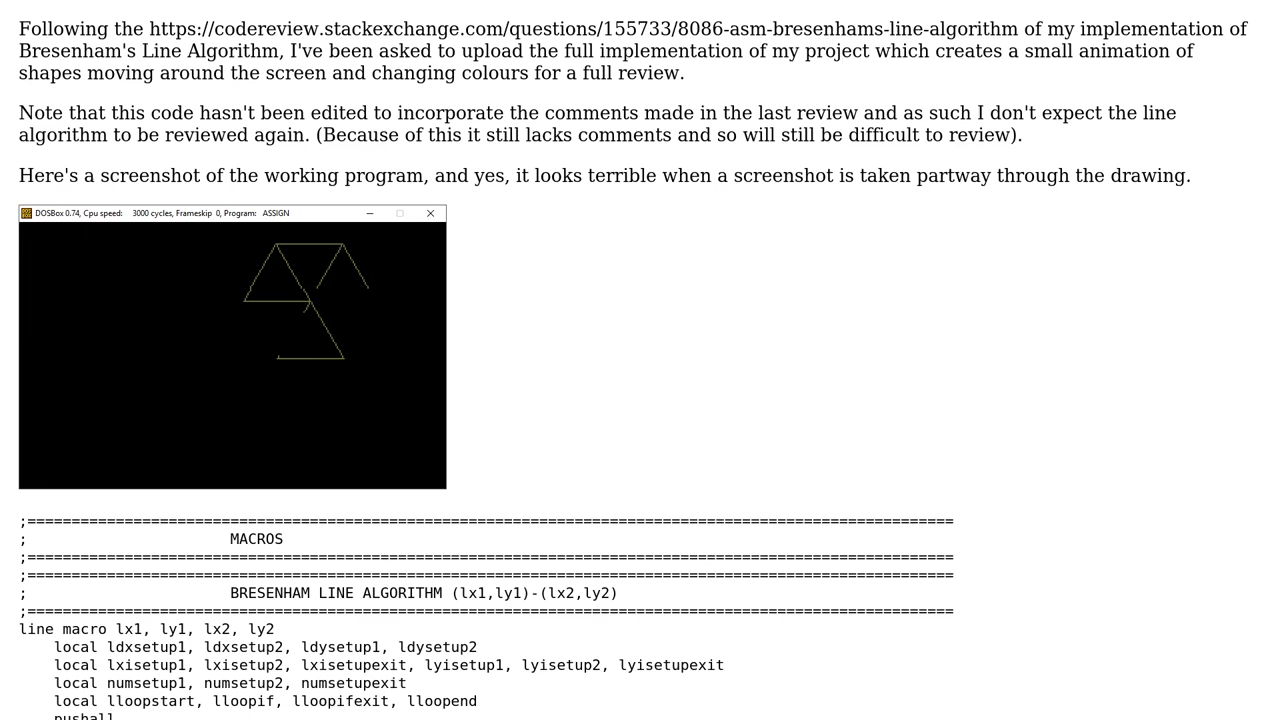 Following the https://codereview.stackexchange.com/questions/155733/8086-asm-bresenhams-line-algorithm of my implementation of
Bresenham's Line Algorithm, I've been asked to upload the full implementation of my project which creates a small animation of
shapes moving around the screen and changing colours for a full review.
Note that this code hasn't been edited to incorporate the comments made in the last review and as such I don't expect the line
algorithm to be reviewed again. (Because of this it still lacks comments and so will still be difficult to review).
Here's a screenshot of the working program, and yes, it looks terrible when a screenshot is taken partway through the drawing.
DOSBox 0.74, Cpu speed: 3000 cycles, Frameskip 0, Program: ASSIGN
;=========================================================================================================
; MACROS
;=========================================================================================================
;=========================================================================================================
; BRESENHAM LINE ALGORITHM (lx1,ly1)-(lx2,ly2)
;=========================================================================================================
line macro lx1, ly1, lx2, ly2
local ldxsetup1, ldxsetup2, ldysetup1, ldysetup2
local lxisetup1, lxisetup2, lxisetupexit, lyisetup1, lyisetup2, lyisetupexit
local numsetup1, numsetup2, numsetupexit
local lloopstart, lloopif, lloopifexit, lloopend
pushall